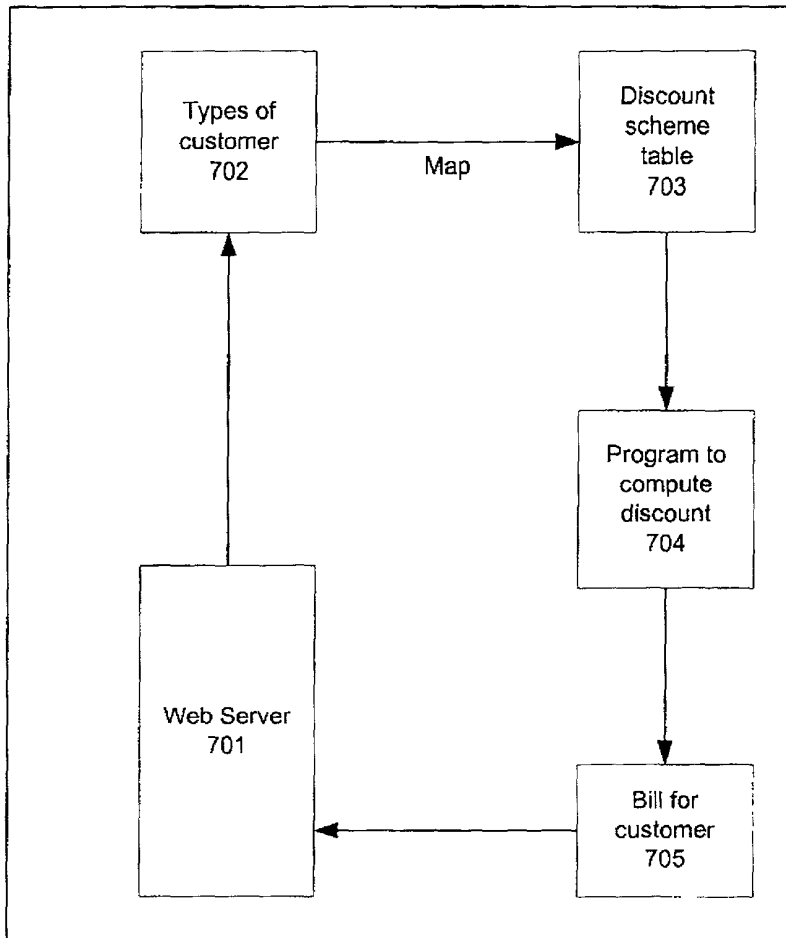 Types of
customer
702
Map
Discount
scheme
table
703
Program to
compute
discount
704
Web Server
701
Bill for
customer
705